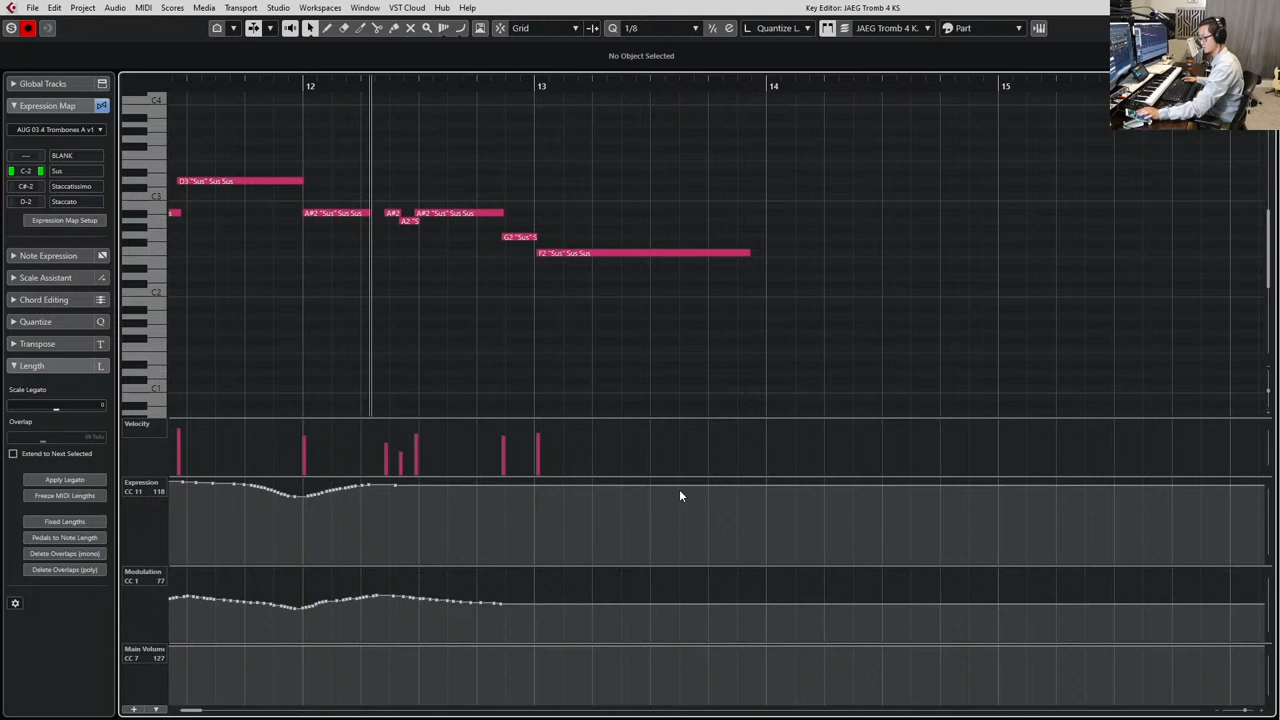 File Edit Project Audio MIDI Scores Transport Studio Workspaces Window VST Cloud Hub Help
Key Editor: JAEG Tromb 4 KS
Grid 1/8 Quantize L. JAEG Tromb 4 K. Part
No Object Selected
Global Tracks
Expression Map
AUG 03.4 Trombones A v1
--- BLANK
C-2 Sus
C#-2 Staccatissimo
D-2 Staccato
Expression Map Setup
Note Expression
Scale Assistant
Chord Editing
Quantize Q
Transpose T
Length L
Scale Legato
0
Overlap
Ticks
Extend to Next Selected
Apply Legato
Freeze MIDI Lengths
Fixed Lengths
Pedals to Note Length
Delete Overlaps (mono)
Delete Overlaps (poly)
12 13 14 15
C4
D3 "Sus" Sus Sus
C3
s A#2 "Sus" Sus Sus A#2 A#2 "Sus" Sus Sus
A2 "S
G2 "Sus" S
F2 "Sus" Sus Sus
C2
C1
Velocity
Expression
CC 11 118
Modulation
CC 1 77
Main Volum
CC 7 127